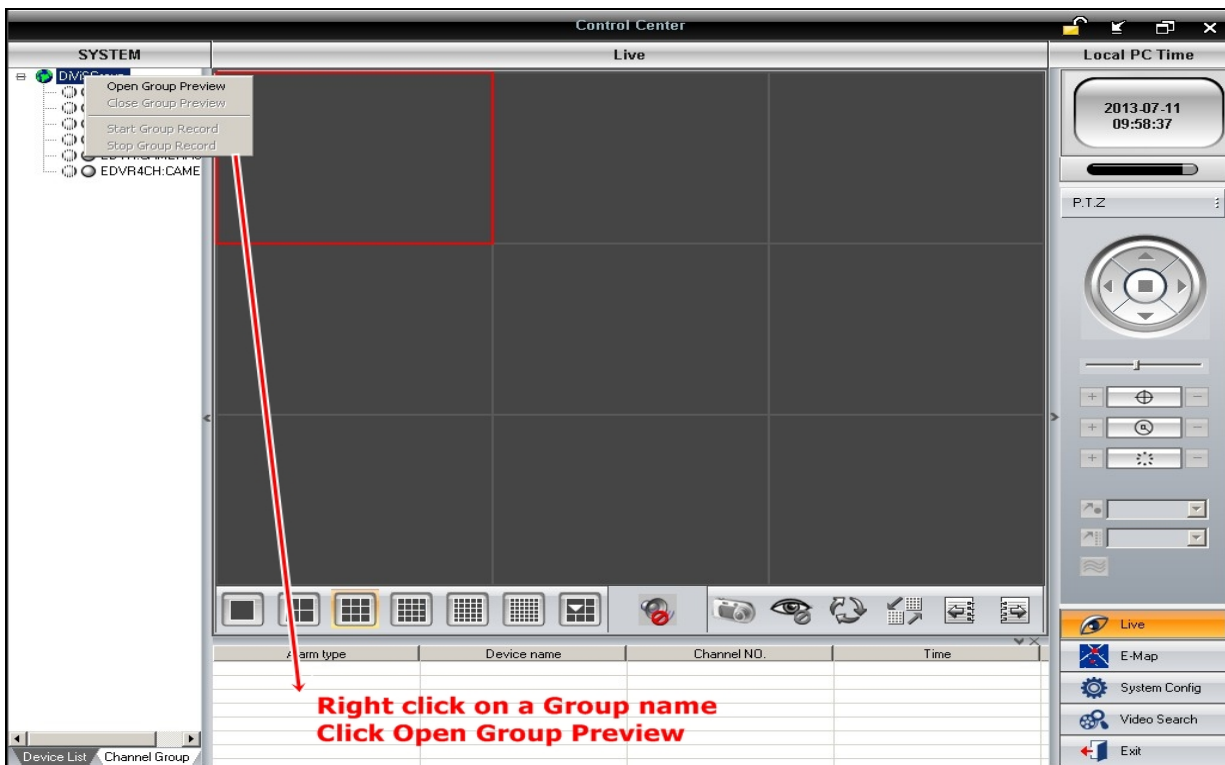 Control Center
SYSTEM
Live
Local PC Time
Open Group Preview
Close Group Preview
Start Group Record
Stop Group Record
EDVR4CH:CAME
2013-07-11
09:58:37
P.T.Z
Alarm type
Device name
Channel NO.
Time
Right click on a Group name
Click Open Group Preview
Live
E-Map
System Config
Video Search
Exit
Device List
Channel Group